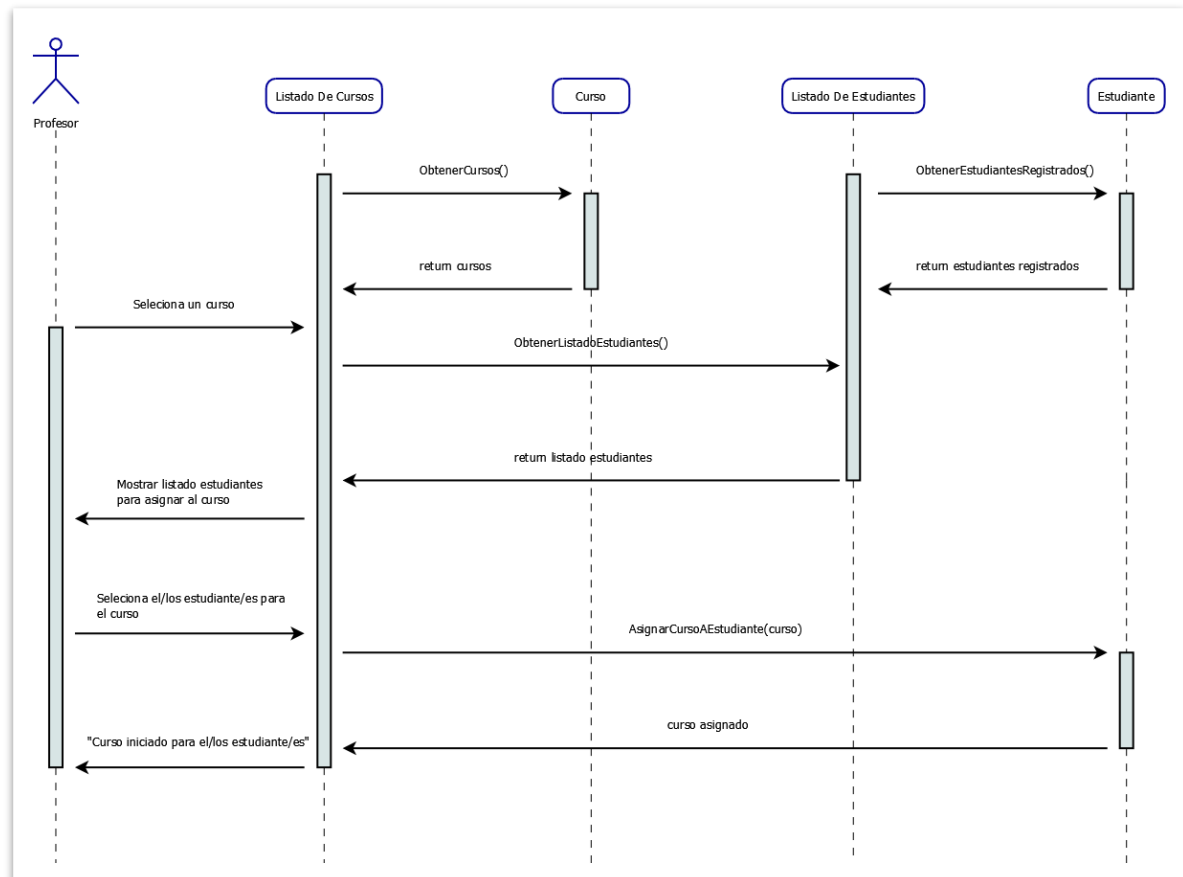 Profesor
Listado De Cursos
Curso
Listado De Estudiantes
Estudiante
ObtenerCursos()
ObtenerEstudiantesRegistrados()
return cursos
return estudiantes registrados
Seleciona un curso
ObtenerListadoEstudiantes()
return listado estudiantes
Mostrar listado estudiantes
para asignar al curso
Seleciona el/los estudiante/es para
el curso
AsignarCursoAEstudiante(curso)
curso asignado
"Curso iniciado para el/los estudiante/es"